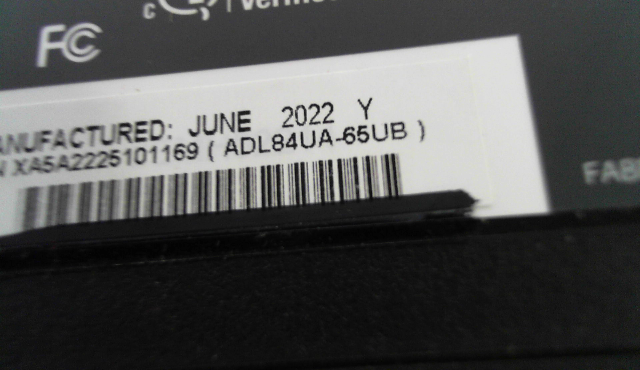 FC
c
ANUFACTURED: JUNE 2022 Y
N XA5A2225101169 ( ADL84UA-65UB )
FAB